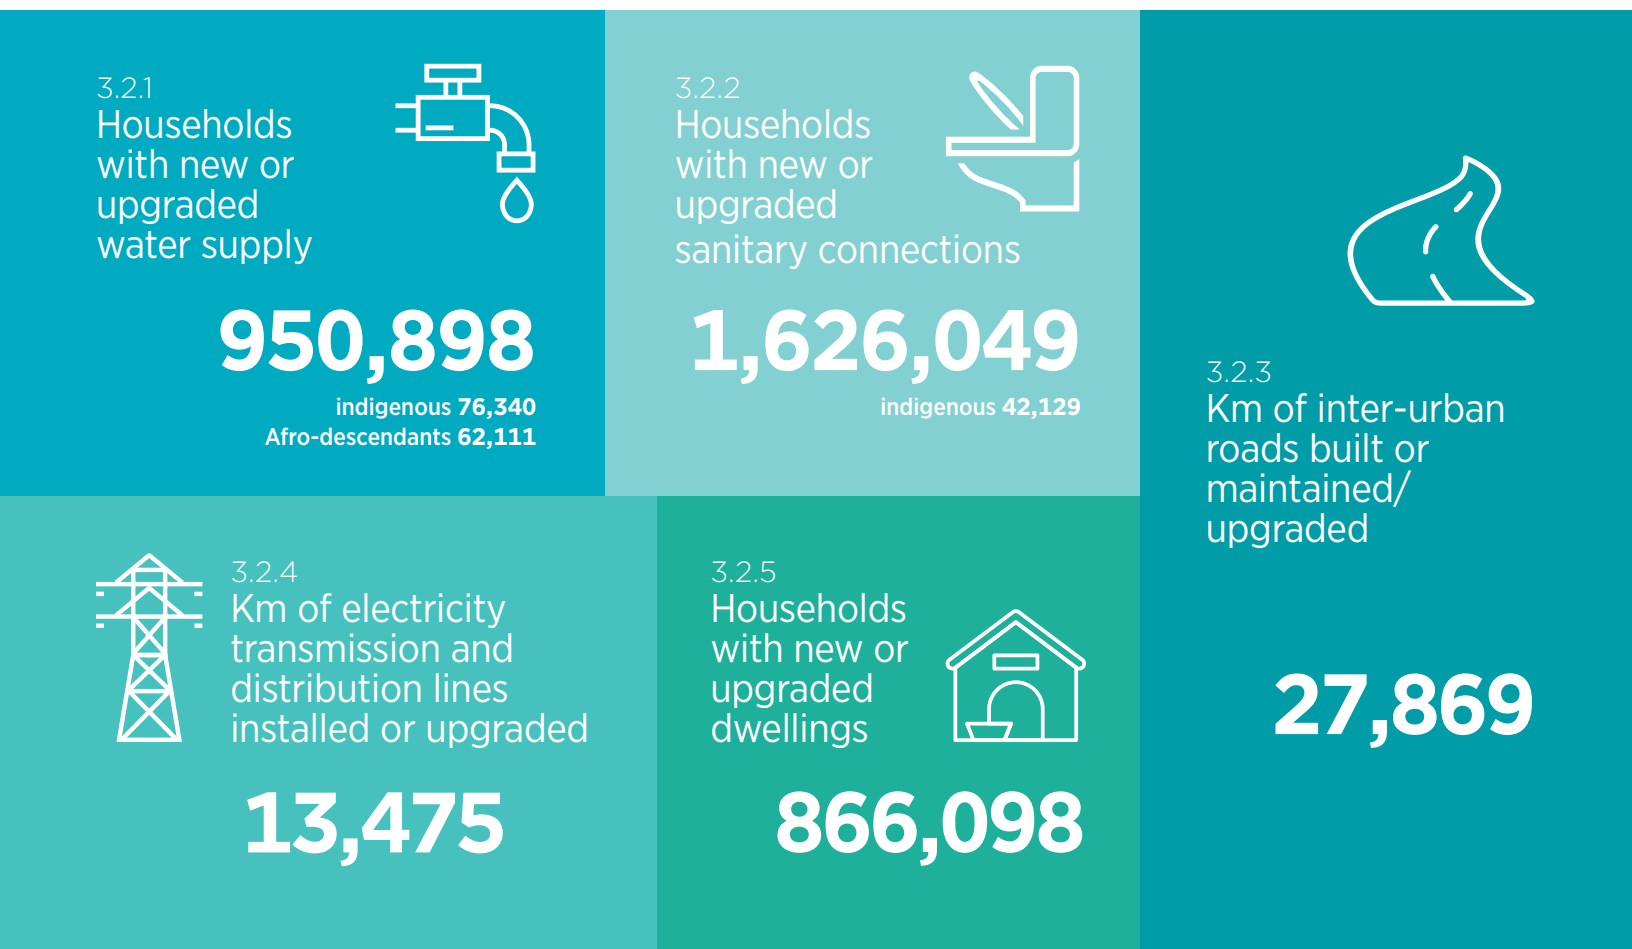 3.2.1
Households
with new or
upgraded
water supply
950,898
indigenous 76,340
Afro-descendants 62,111
3.2.2
Households
with new or
upgraded
sanitary connections
1,626,049
indigenous 42,129
3.2.3
Km of inter-urban
roads built or
maintained/
upgraded
27,869
3.2.4
Km of electricity
transmission and
distribution lines
installed or upgraded
13,475
3.2.5
Households
with new or
upgraded
dwellings
866,098